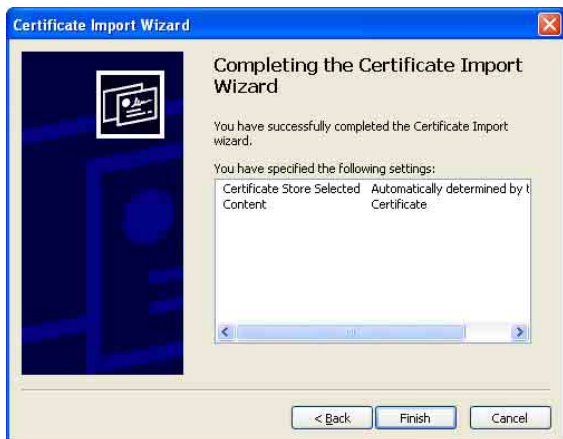 Certificate Import Wizard
Completing the Certificate Import
Wizard
You have successfully completed the Certificate Import
wizard.
You have specified the following settings:
Certificate Store Selected Automatically determined by t
Content Certificate
< Back Finish Cancel